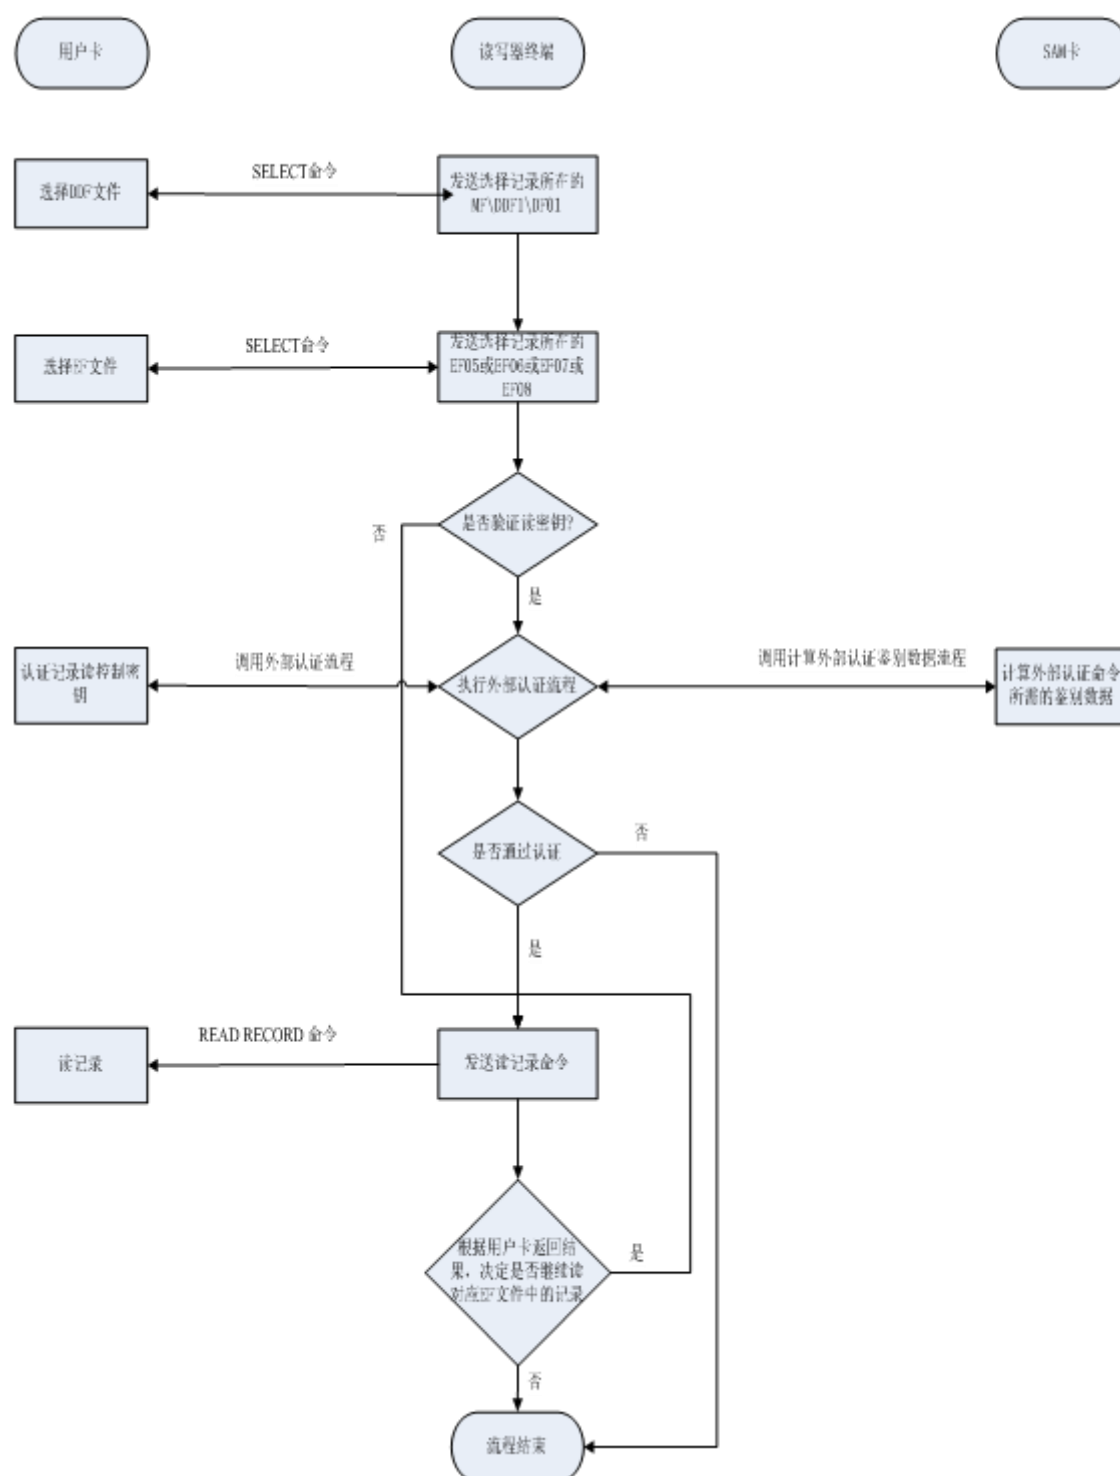 用户卡
读写器终端
SAM卡
选择DDF文件
SELECT命令
发送选择记录所在的
MF\DDF1\DF01
选择EF文件
SELECT命令
发送选择记录所在的
EF05或EF06或EF07或
EF08
是否验证读密钥?
否
是
认证记录读控制密
钥
调用外部认证流程
执行外部认证流程
调用计算外部认证鉴别数据流程
计算外部认证命令
所需的鉴别数据
是否通过认证
否
是
读记录
READ RECORD 命令
发送读记录命令
根据用户卡返回结
果，决定是否继续读
对应EF文件中的记录
是
否
流程结束